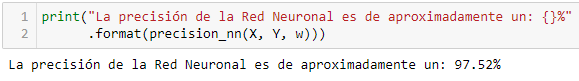 1 print("La precisión de la Red Neuronal es de aproximadamente un: {}%"
2 .format(precision_nn(X, Y, w)))
La precisión de la Red Neuronal es de aproximadamente un: 97.52%